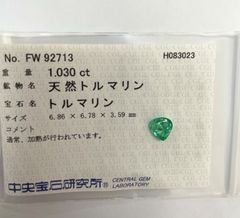 No. FW 92713 H083023
重量 1.030 ct
鉱物名 天然トルマリン
宝石名 トルマリン
6.86 × 6.78 × 3.59 mm
コメント
通常、加熱が行われています。
中央宝石研究所 CENTRAL GEM
LABORATORY